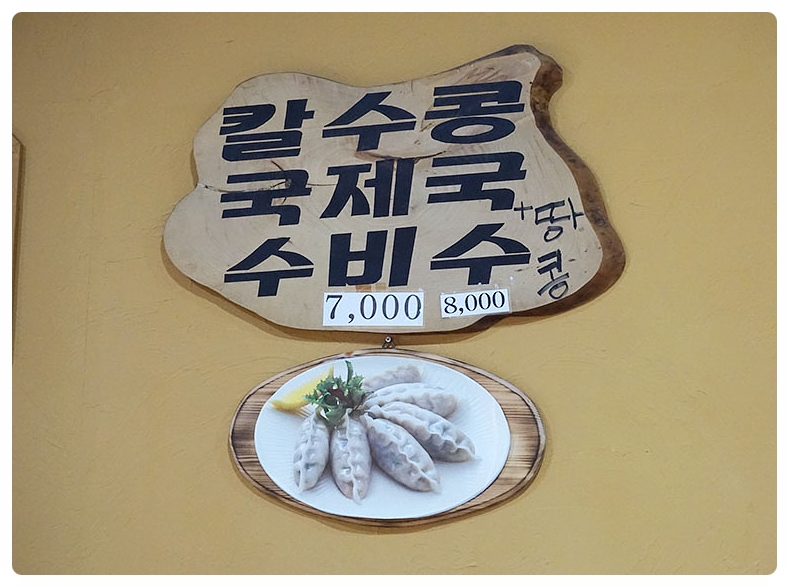 칼국수
수제비
콩국수
+땅콩
7,000
8,000